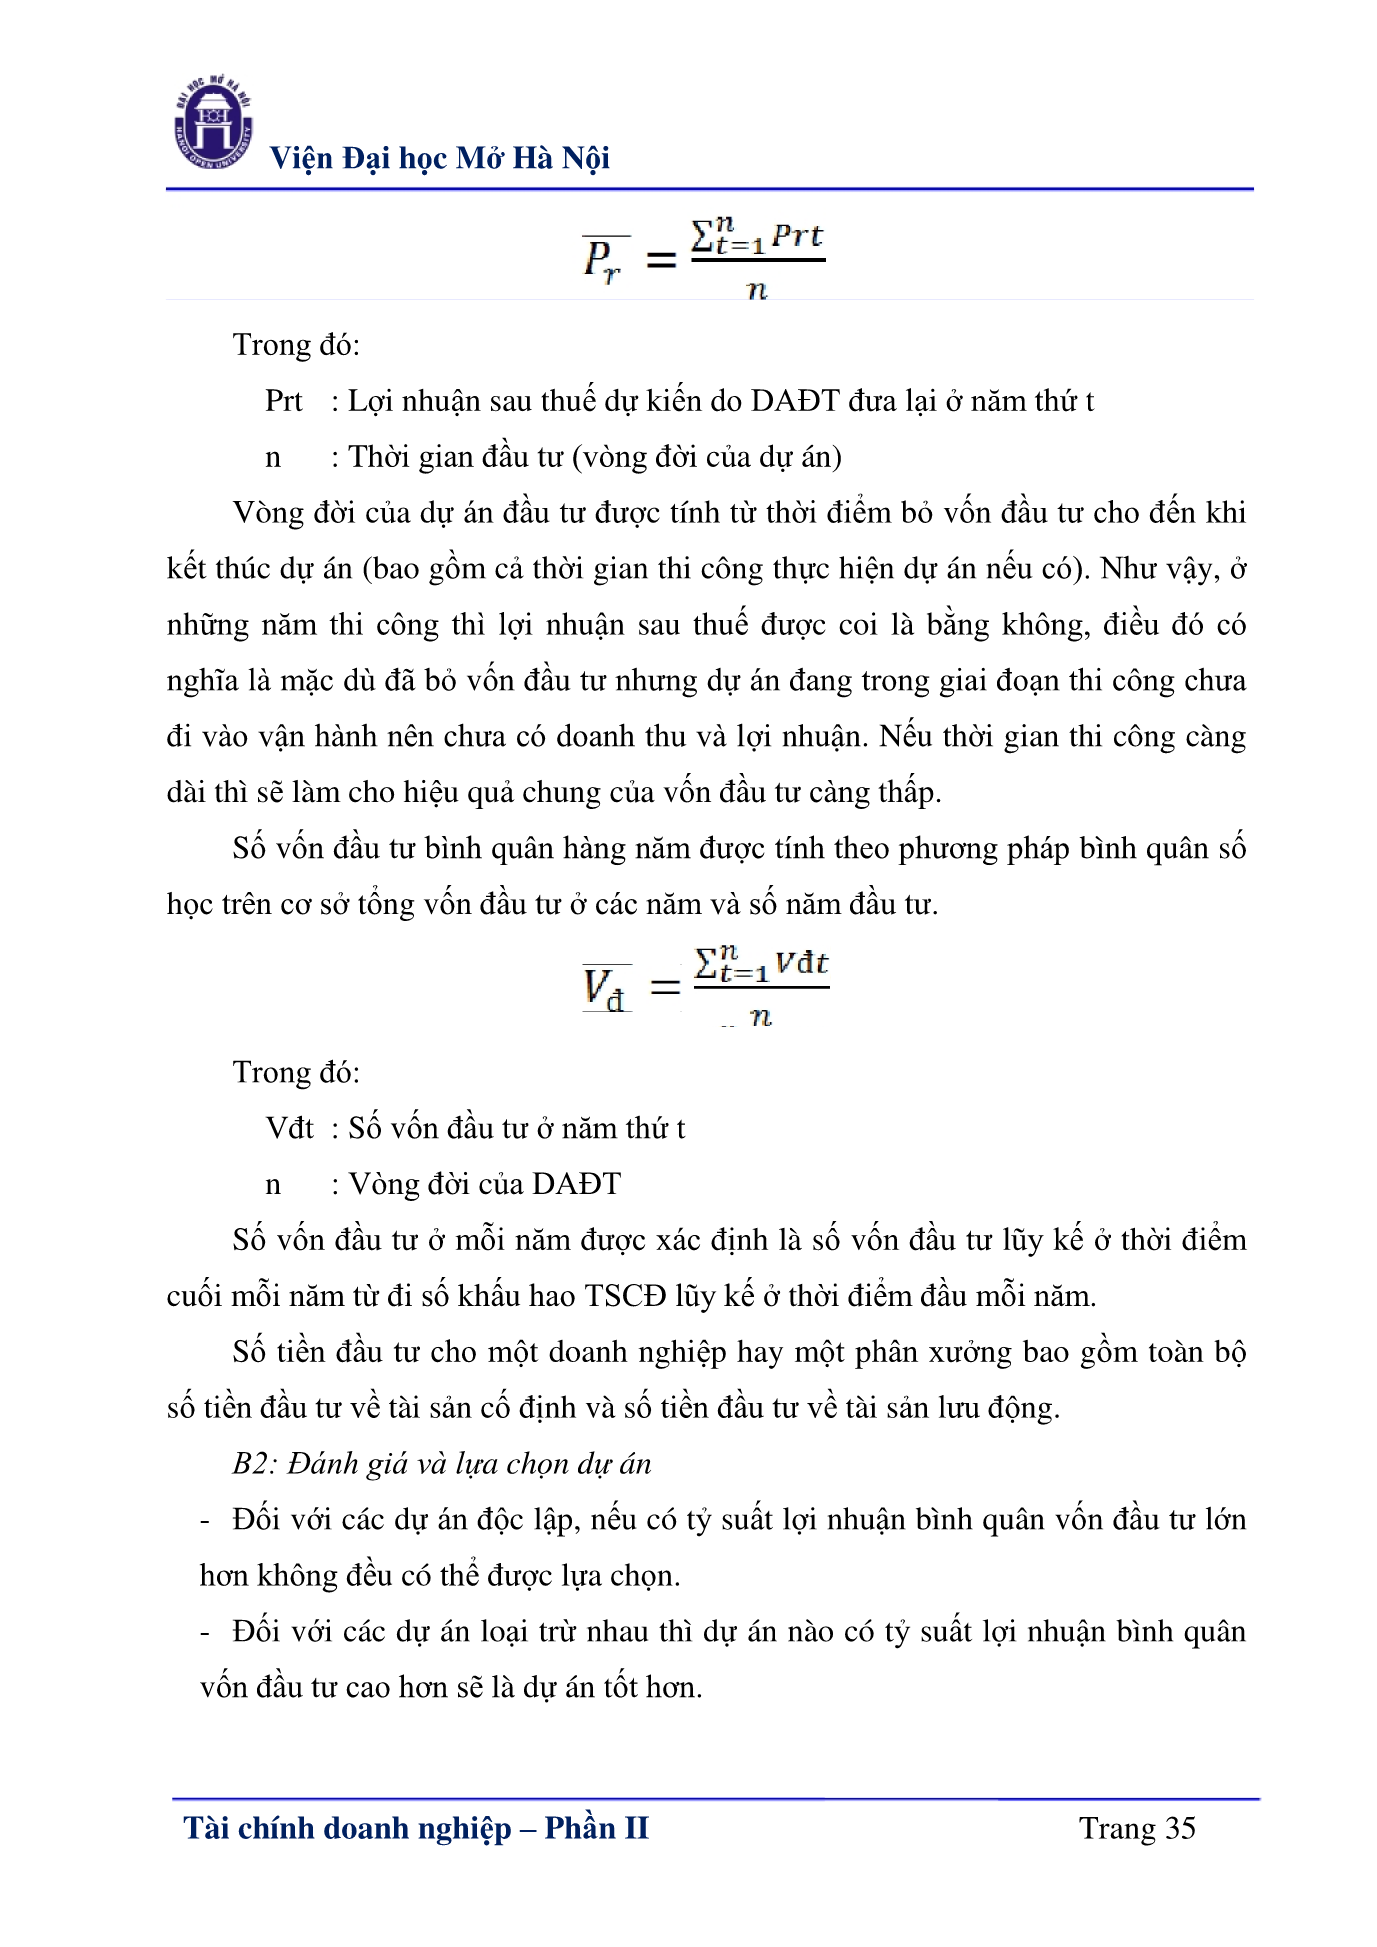 ĐẠI HỌC MỞ HÀ NỘI
HANOI OPEN UNIVERSITY
Viện Đại học Mở Hà Nội
P̅r = ∑ⁿt=1 Prt / n
Trong đó:
Prt : Lợi nhuận sau thuế dự kiến do DAĐT đưa lại ở năm thứ t
n : Thời gian đầu tư (vòng đời của dự án)
Vòng đời của dự án đầu tư được tính từ thời điểm bỏ vốn đầu tư cho đến khi
kết thúc dự án (bao gồm cả thời gian thi công thực hiện dự án nếu có). Như vậy, ở
những năm thi công thì lợi nhuận sau thuế được coi là bằng không, điều đó có
nghĩa là mặc dù đã bỏ vốn đầu tư nhưng dự án đang trong giai đoạn thi công chưa
đi vào vận hành nên chưa có doanh thu và lợi nhuận. Nếu thời gian thi công càng
dài thì sẽ làm cho hiệu quả chung của vốn đầu tư càng thấp.
Số vốn đầu tư bình quân hàng năm được tính theo phương pháp bình quân số
học trên cơ sở tổng vốn đầu tư ở các năm và số năm đầu tư.
V̅đ = ∑ⁿt=1 Vđt / n
Trong đó:
Vđt : Số vốn đầu tư ở năm thứ t
n : Vòng đời của DAĐT
Số vốn đầu tư ở mỗi năm được xác định là số vốn đầu tư lũy kế ở thời điểm
cuối mỗi năm từ đi số khấu hao TSCĐ lũy kế ở thời điểm đầu mỗi năm.
Số tiền đầu tư cho một doanh nghiệp hay một phân xưởng bao gồm toàn bộ
số tiền đầu tư về tài sản cố định và số tiền đầu tư về tài sản lưu động.
B2: Đánh giá và lựa chọn dự án
- Đối với các dự án độc lập, nếu có tỷ suất lợi nhuận bình quân vốn đầu tư lớn
hơn không đều có thể được lựa chọn.
- Đối với các dự án loại trừ nhau thì dự án nào có tỷ suất lợi nhuận bình quân
vốn đầu tư cao hơn sẽ là dự án tốt hơn.
Tài chính doanh nghiệp – Phần II Trang 35